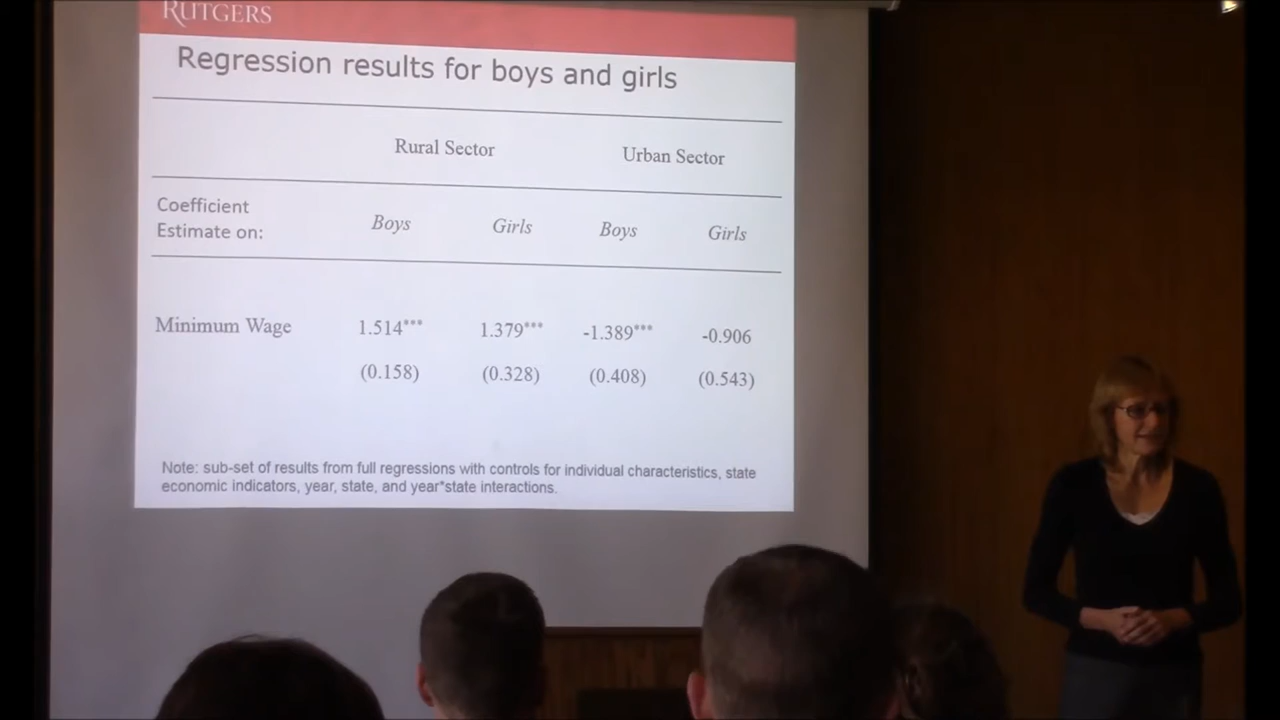 RUTGERS
Regression results for boys and girls
Rural Sector Urban Sector
Coefficient
Estimate on: Boys Girls Boys Girls
Minimum Wage 1.514*** 1.379*** -1.389*** -0.906
(0.158) (0.328) (0.408) (0.543)
Note: sub-set of results from full regressions with controls for individual characteristics, state
economic indicators, year, state, and year*state interactions.